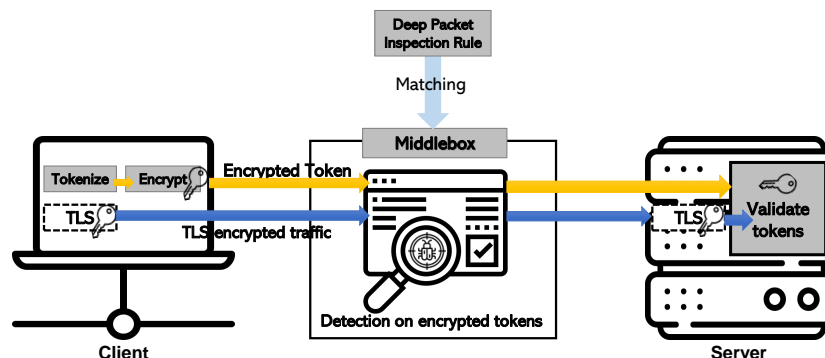 Deep Packet
Inspection Rule
Matching
Middlebox
Tokenize
Encrypt
Encrypted Token
TLS
TLS encrypted traffic
Detection on encrypted tokens
TLS
Validate
tokens
Client
Server